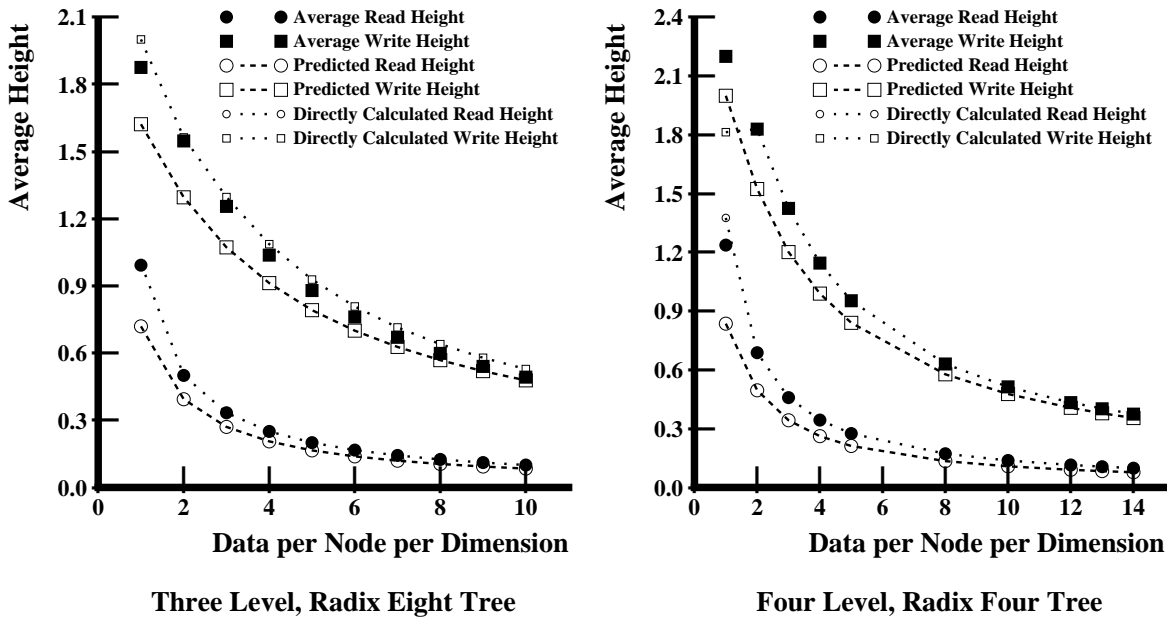 Average Height
2.1
1.8
1.5
1.2
0.9
0.6
0.3
0.0
0
2
4
6
8
10
Average Read Height
Average Write Height
Predicted Read Height
Predicted Write Height
Directly Calculated Read Height
Directly Calculated Write Height
Data per Node per Dimension
Three Level, Radix Eight Tree
Average Height
2.4
2.1
1.8
1.5
1.2
0.9
0.6
0.3
0.0
0
2
4
6
8
10
12
14
Average Read Height
Average Write Height
Predicted Read Height
Predicted Write Height
Directly Calculated Read Height
Directly Calculated Write Height
Data per Node per Dimension
Four Level, Radix Four Tree